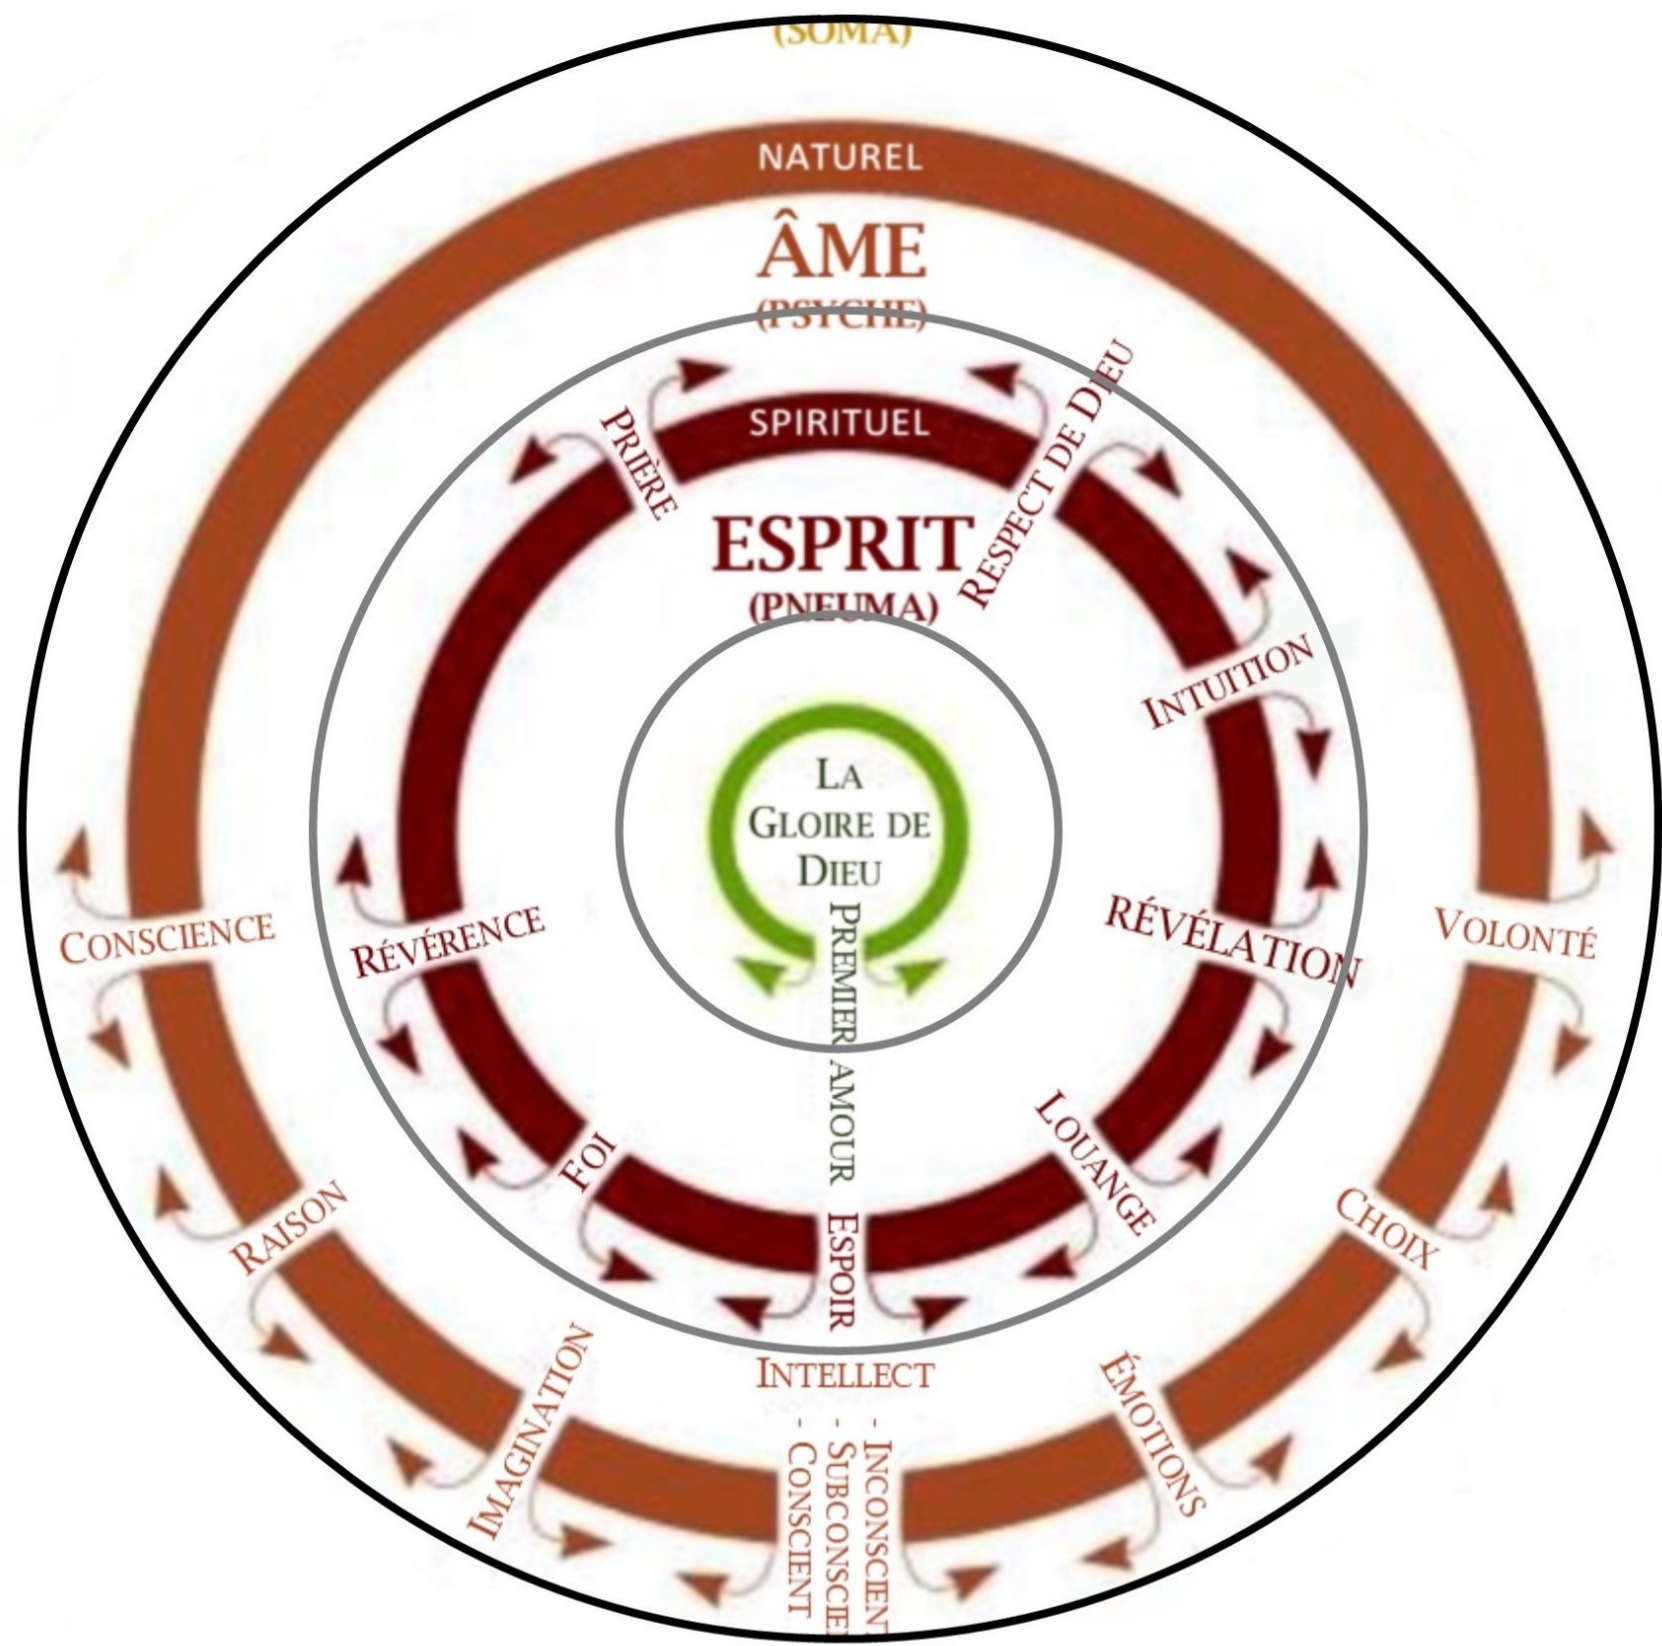 (SOMA)
NATUREL
ÂME
(PSYCHE)
RESPECT DE DIEU
PRIÈRE
SPIRITUEL
ESPRIT
(PNEUMA)
INTUITION
LA
GLOIRE DE
DIEU
PREMIER AMOUR
CONSCIENCE
RÉVÉRENCE
RÉVÉLATION
VOLONTÉ
FOI
LOUANGE
ESPOIR
RAISON
CHOIX
IMAGINATION
INTELLECT
- CONSCIENT
- SUBCONSCIE
- INCONSCIENT
ÉMOTIONS